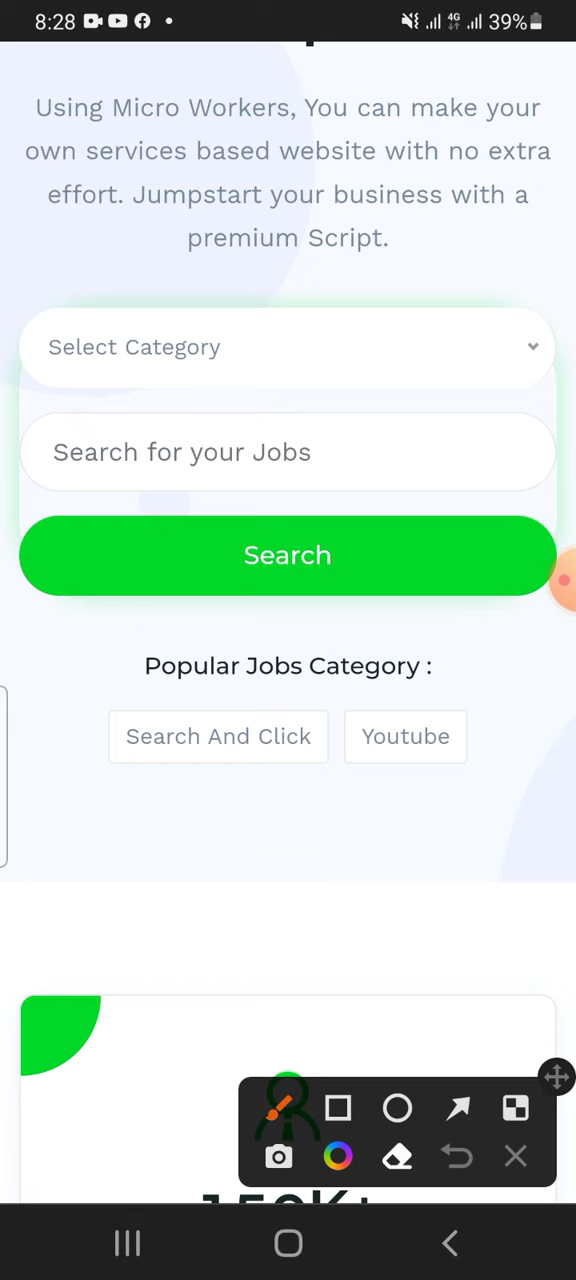 8:28
4G
39%
Using Micro Workers, You can make your
own services based website with no extra
effort. Jumpstart your business with a
premium Script.
Select Category
Search for your Jobs
Search
Popular Jobs Category :
Search And Click
Youtube